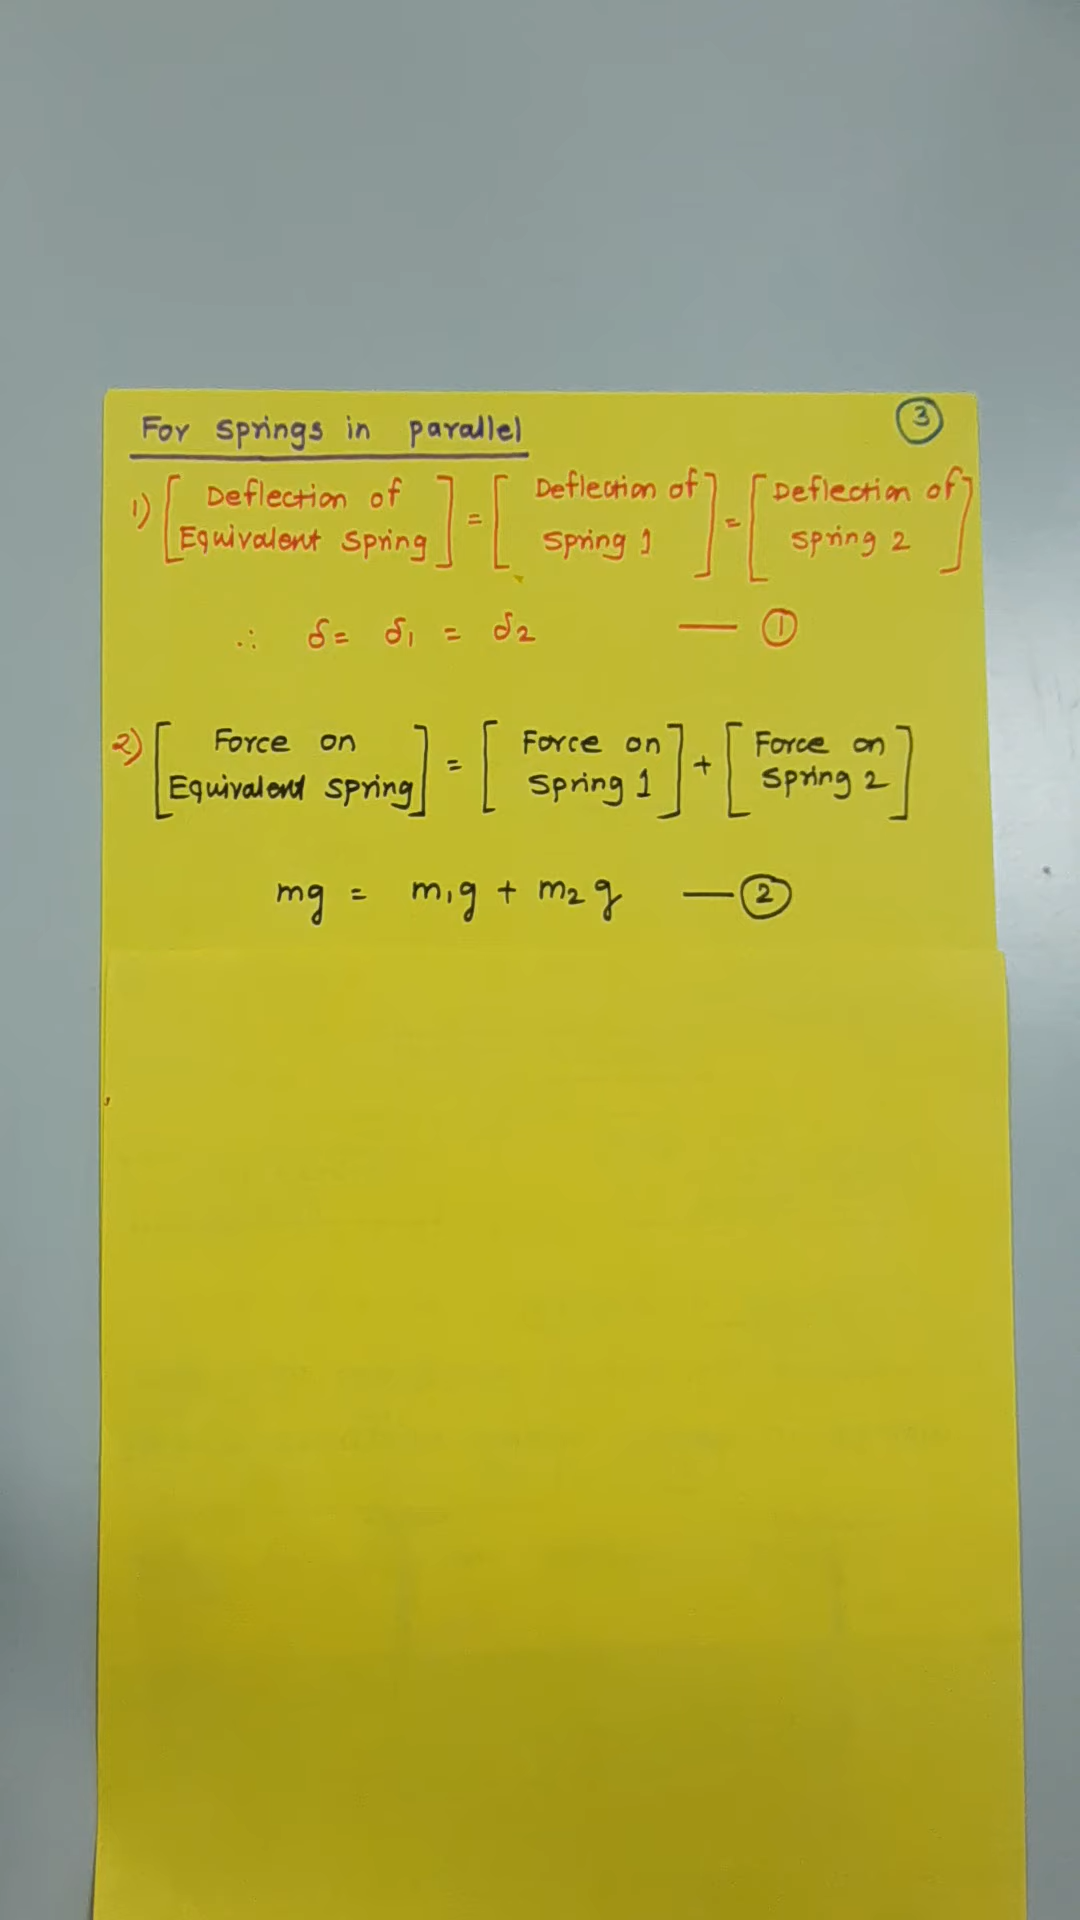 For springs in parallel
3
1) [Deflection of Equivalent Spring] = [Deflection of Spring 1] = [Deflection of Spring 2]
∴ δ = δ1 = δ2 — 1
2) [Force on Equivalent spring] = [Force on Spring 1] + [Force on Spring 2]
mg = m1g + m2g — 2